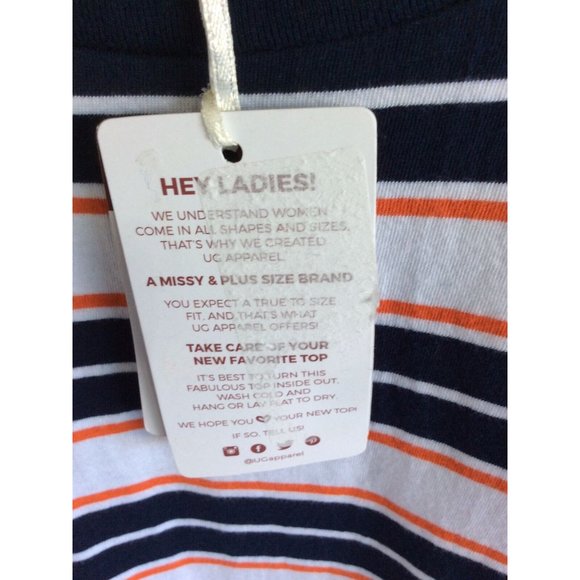 HEY LADIES!
WE UNDERSTAND WOMEN
COME IN ALL SHAPES AND SIZES,
THAT'S WHY WE CREATED
UG APPAREL
A MISSY & PLUS SIZE BRAND
YOU EXPECT A TRUE TO SIZE
FIT, AND THAT'S WHAT
UG APPAREL OFFERS!
TAKE CARE OF YOUR
NEW FAVORITE TOP
IT'S BEST TO TURN THIS
FABULOUS TOP INSIDE OUT,
WASH COLD AND
HANG OR LAY FLAT TO DRY.
WE HOPE YOU YOUR NEW TOP!
IF SO, TELL US!
@UGapparel